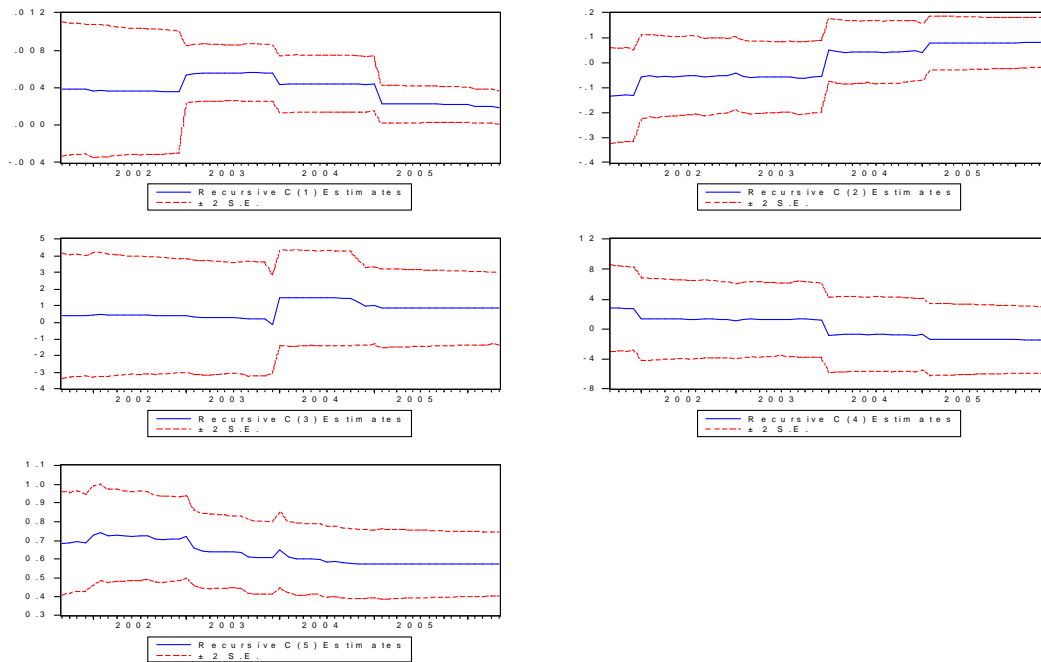 .012
.008
.004
.000
-.004
2002 2003 2004 2005
Recursive C(1) Estimates
± 2 S.E.
.2
.1
.0
-.1
-.2
-.3
-.4
2002 2003 2004 2005
Recursive C(2) Estimates
± 2 S.E.
5
4
3
2
1
0
-1
-2
-3
-4
2002 2003 2004 2005
Recursive C(3) Estimates
± 2 S.E.
12
8
4
0
-4
-8
2002 2003 2004 2005
Recursive C(4) Estimates
± 2 S.E.
1.1
1.0
0.9
0.8
0.7
0.6
0.5
0.4
0.3
2002 2003 2004 2005
Recursive C(5) Estimates
± 2 S.E.